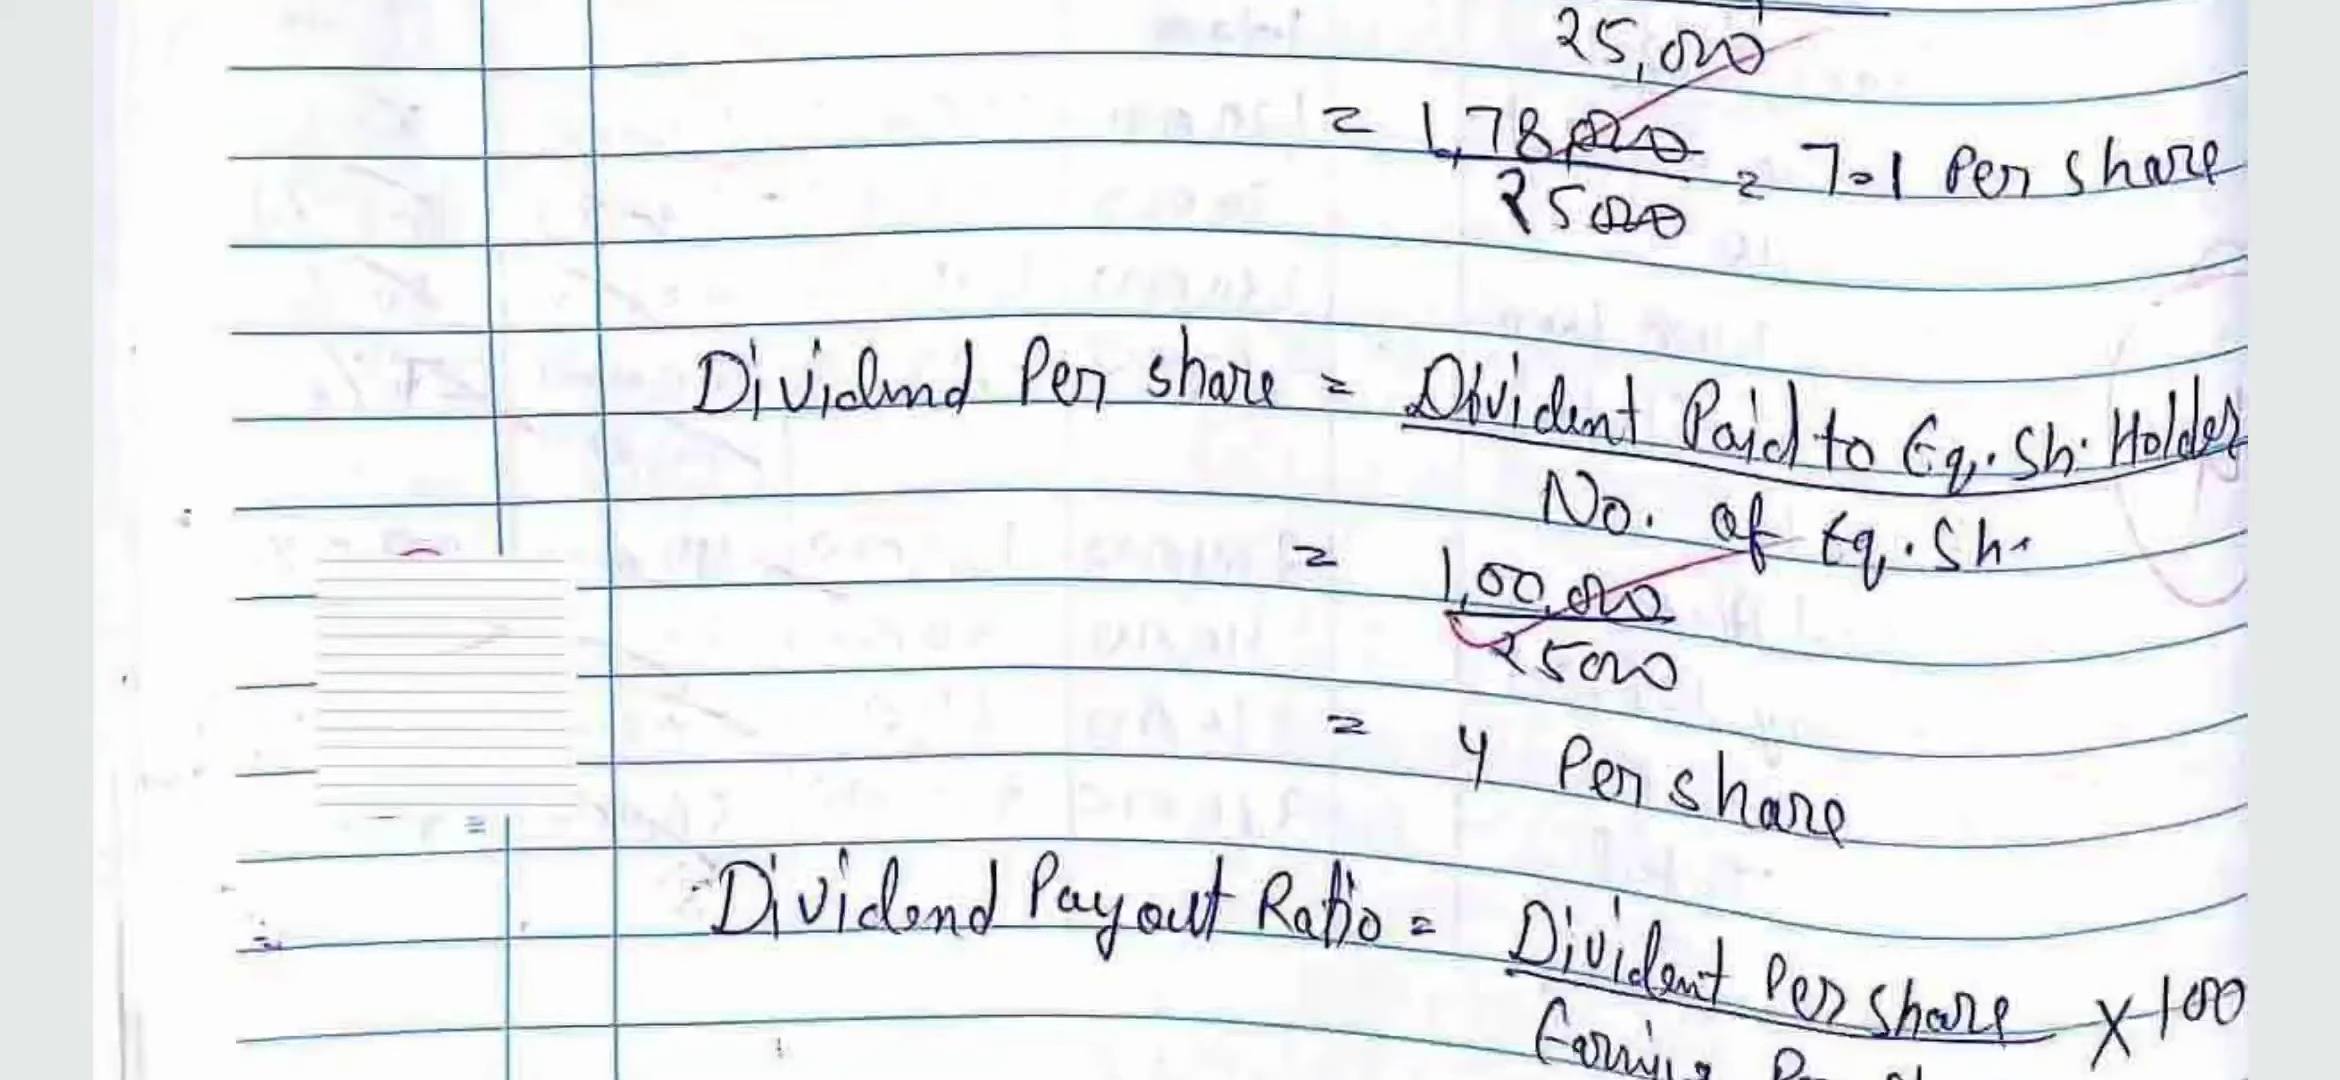 25,000
= 1,78,000 / 25000 = 7.1 Per share
Dividend Per share = Divident Paid to Eq. Sh. Holder
No. of Eq. Sh.
= 1,00,000
25000
= 4 Per share
Dividend Payout Ratio = Divident Per share × 100
Earning